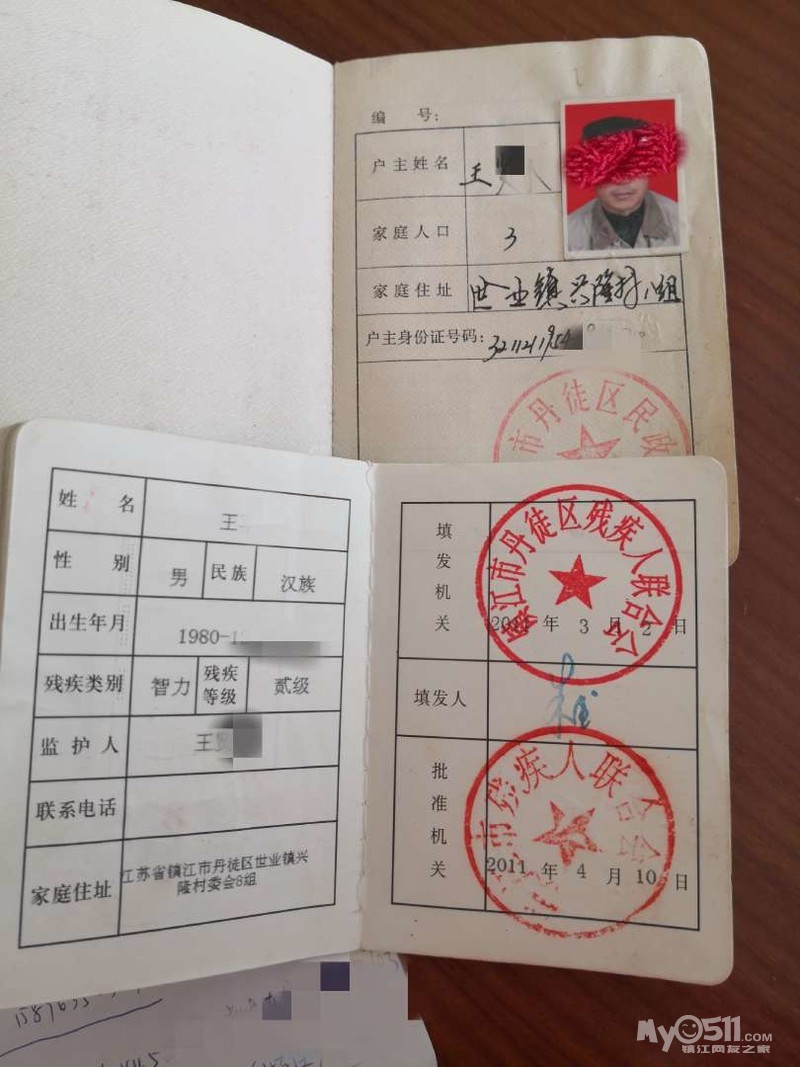 编 号:
户主姓名 王
家庭人口 3
家庭住址 世业镇兴隆村8组
户主身份证号码: 3211211954
市丹徒区民政
姓 名 王
性 别 男 民族 汉族
出生年月 1980-1
残疾类别 智力 残疾等级 贰级
监 护 人 王
联系电话
家庭住址 江苏省镇江市丹徒区世业镇兴
隆村委会8组
填发机关 2011 年 3 月 2 日
镇江市丹徒区残疾人联合会
填发人
批准机关 2011 年 4 月 10 日
市残疾人联合会
My0511.COM
镇江网友之家